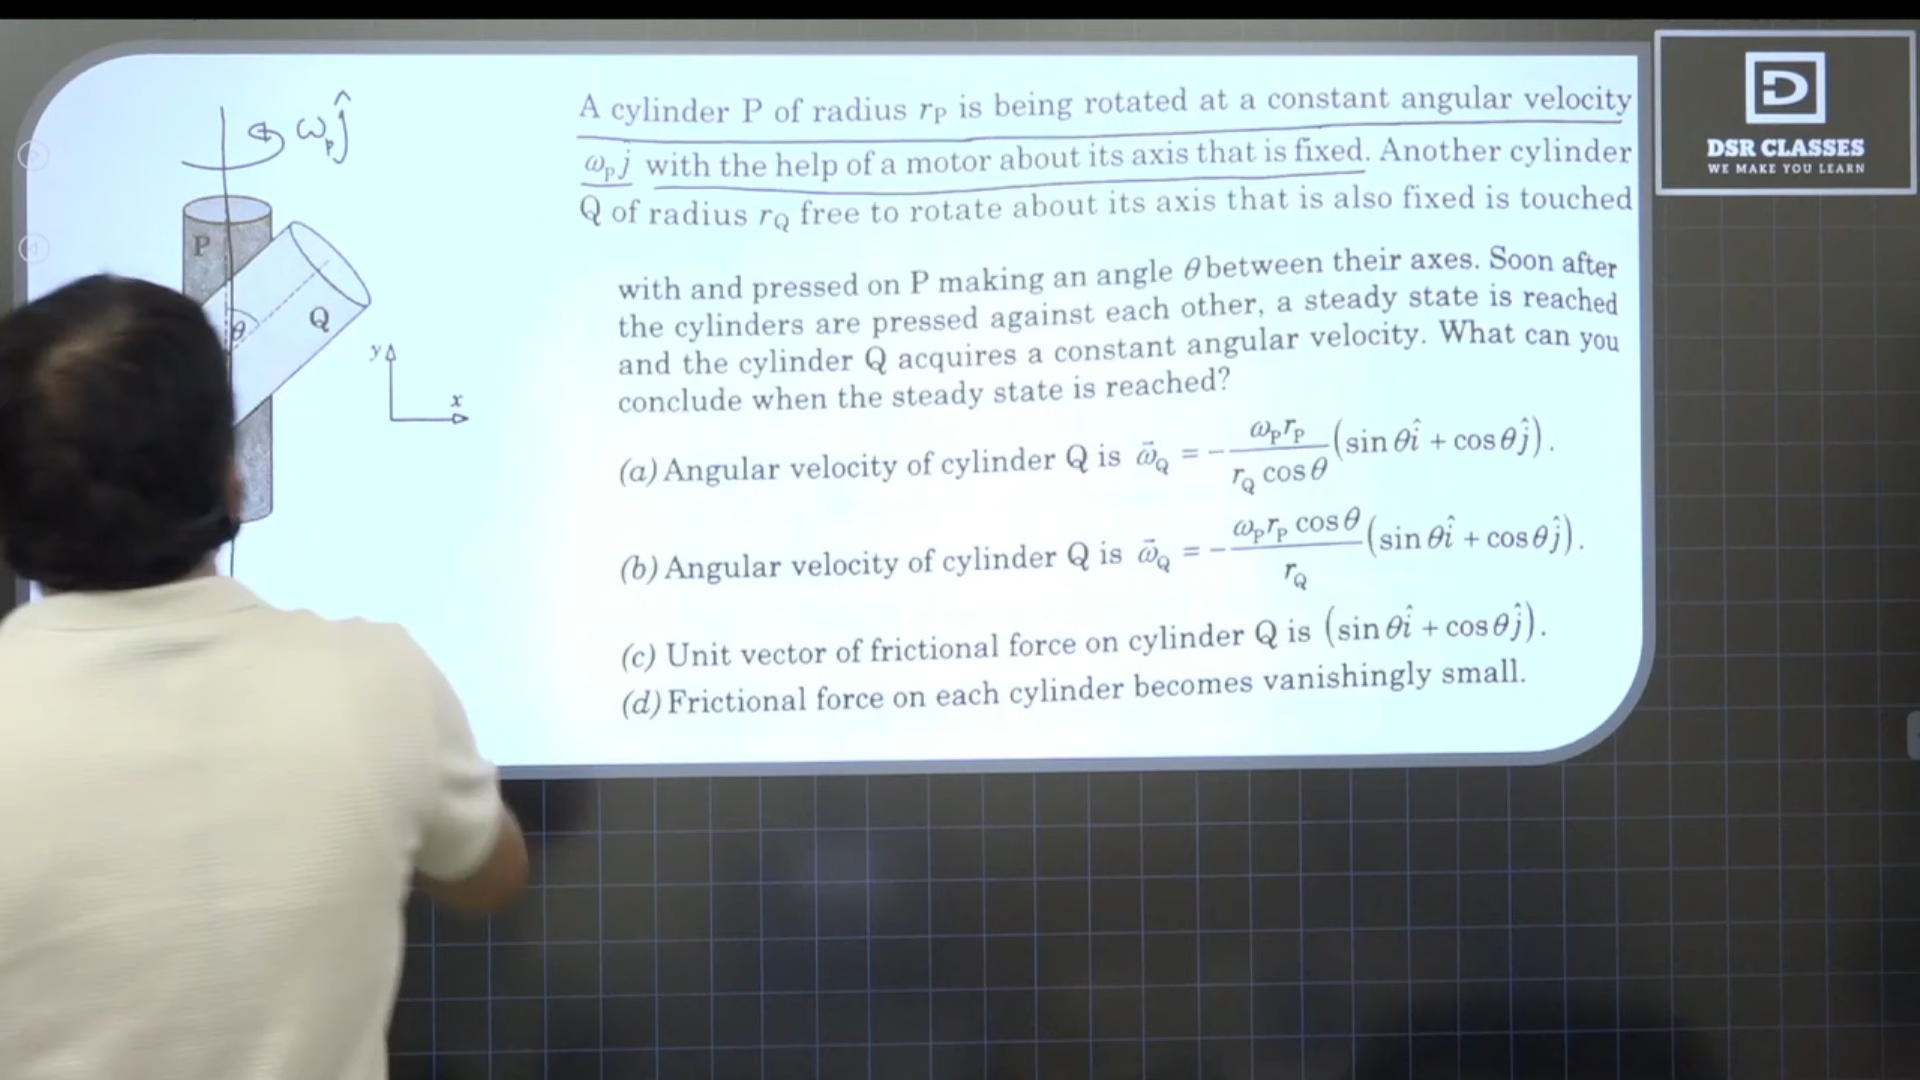 ω_p ĵ
A cylinder P of radius r_P is being rotated at a constant angular velocity
ω_P ĵ with the help of a motor about its axis that is fixed. Another cylinder
Q of radius r_Q free to rotate about its axis that is also fixed is touched
with and pressed on P making an angle θ between their axes. Soon after
the cylinders are pressed against each other, a steady state is reached
and the cylinder Q acquires a constant angular velocity. What can you
conclude when the steady state is reached?
(a) Angular velocity of cylinder Q is ω⃗_Q = −(ω_P r_P)/(r_Q cos θ) (sin θî + cos θĵ).
(b) Angular velocity of cylinder Q is ω⃗_Q = −(ω_P r_P cos θ)/(r_Q) (sin θî + cos θĵ).
(c) Unit vector of frictional force on cylinder Q is (sin θî + cos θĵ).
(d) Frictional force on each cylinder becomes vanishingly small.
P
Q
θ
y
x
D
DSR CLASSES
WE MAKE YOU LEARN